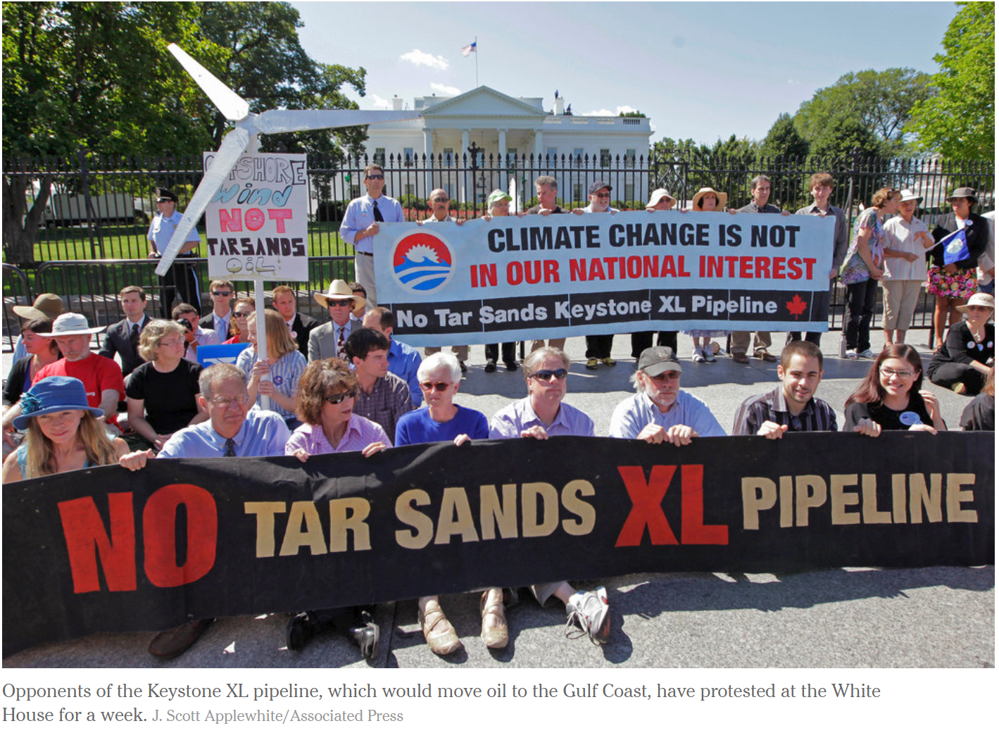 OFFSHORE
Wind
NOT
TARSANDS
OIL
CLIMATE CHANGE IS NOT
IN OUR NATIONAL INTEREST
No Tar Sands Keystone XL Pipeline
NO TAR SANDS XL PIPELINE
Opponents of the Keystone XL pipeline, which would move oil to the Gulf Coast, have protested at the White
House for a week. J. Scott Applewhite/Associated Press